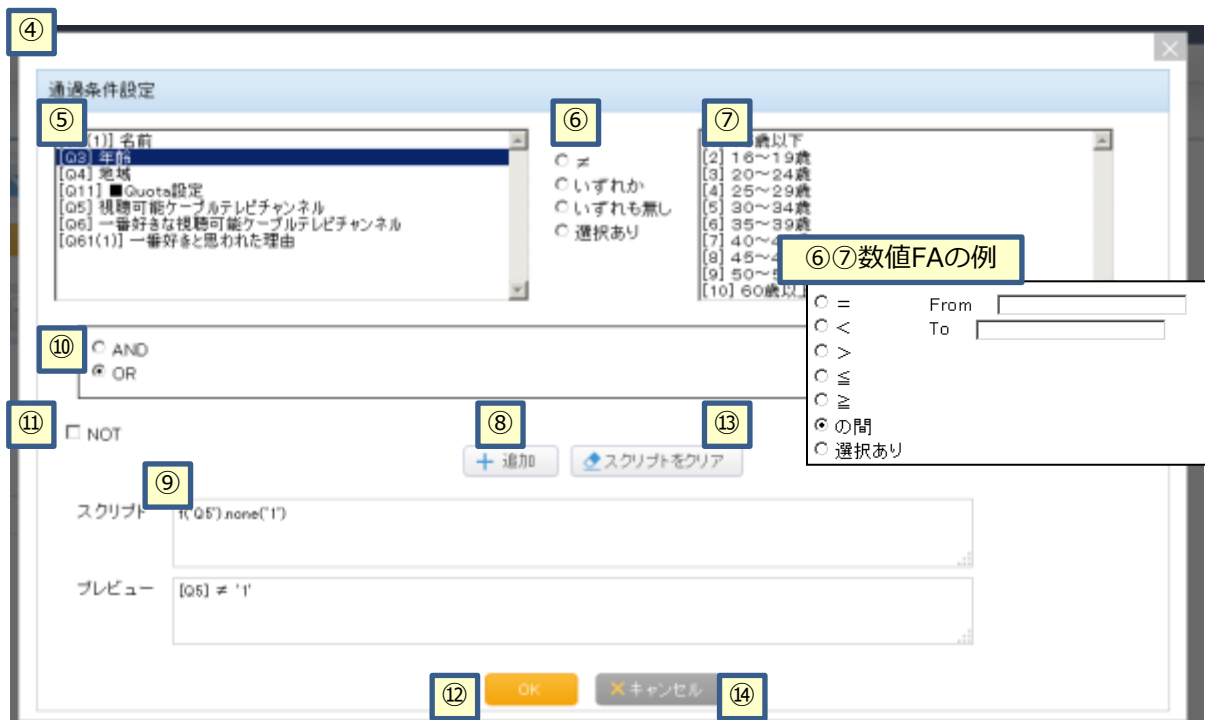 ④
通過条件設定
⑤
⑥
⑦
(1)] 名前
[Q3] 年齢
[Q4] 地域
[Q11] ■Quota設定
[Q5] 視聴可能ケーブルテレビチャンネル
[Q6] 一番好きな視聴可能ケーブルテレビチャンネル
[Q61(1)] 一番好きと思われた理由
○ ≠
○ いずれか
○ いずれも無し
○ 選択あり
歳以下
[2] 16～19歳
[3] 20～24歳
[4] 25～29歳
[5] 30～34歳
[6] 35～39歳
[7] 40～4
[8] 45～4
[9] 50～5
[10] 60歳以上
⑥⑦数値FAの例
=
<
>
≦
≧
の間
選択あり
From
To
⑩
AND
OR
⑪
NOT
⑧
⑬
+ 追加
スクリプトをクリア
⑨
スクリプト
f('Q5').none("1")
プレビュー
[Q5] ≠ '1'
⑫
OK
キャンセル
⑭